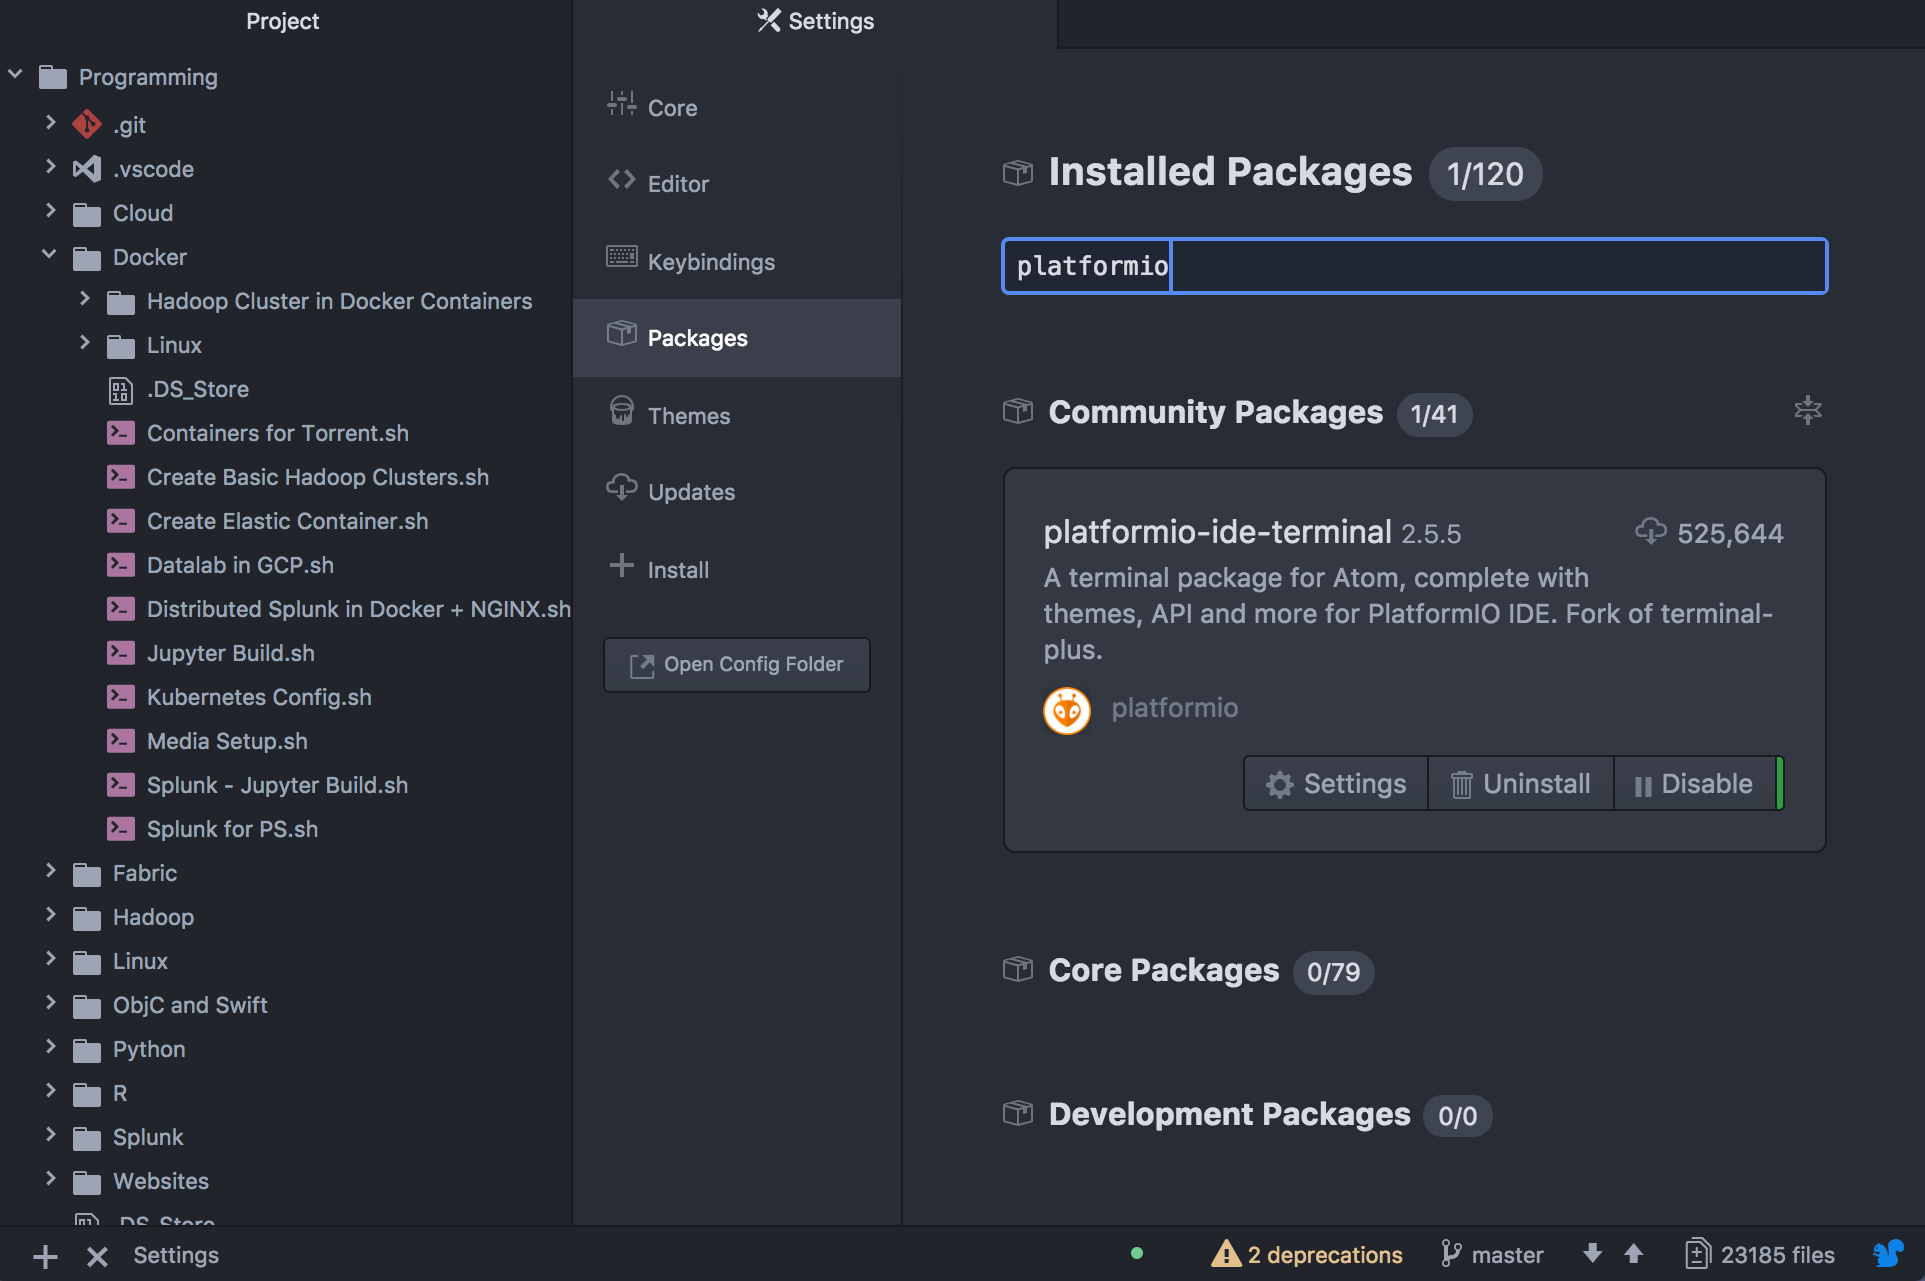 Project
Programming
.git
.vscode
Cloud
Docker
Hadoop Cluster in Docker Containers
Linux
.DS_Store
Containers for Torrent.sh
Create Basic Hadoop Clusters.sh
Create Elastic Container.sh
Datalab in GCP.sh
Distributed Splunk in Docker + NGINX.sh
Jupyter Build.sh
Kubernetes Config.sh
Media Setup.sh
Splunk - Jupyter Build.sh
Splunk for PS.sh
Fabric
Hadoop
Linux
ObjC and Swift
Python
R
Splunk
Websites
.DS_Store
Settings
Core
Editor
Keybindings
Packages
Themes
Updates
Install
Open Config Folder
Installed Packages 1/120
platformio
Community Packages 1/41
platformio-ide-terminal 2.5.5 525,644
A terminal package for Atom, complete with
themes, API and more for PlatformIO IDE. Fork of terminal-
plus.
platformio
Settings Uninstall Disable
Core Packages 0/79
Development Packages 0/0
Settings 2 deprecations master 23185 files